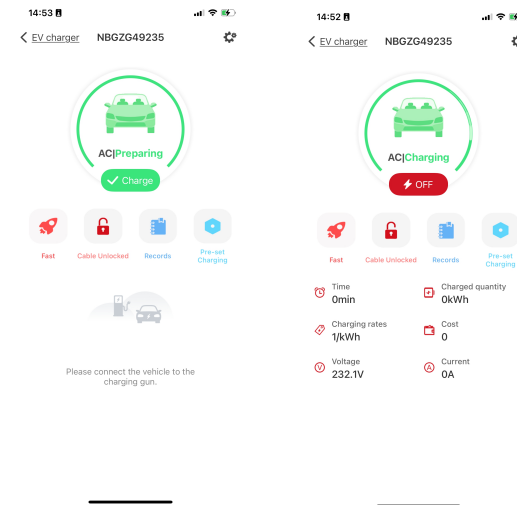 14:53
EV charger NBGZG49235
AC|Preparing
Charge
Fast Cable Unlocked Records Pre-set
Charging
Please connect the vehicle to the
charging gun.
14:52
EV charger NBGZG49235
AC|Charging
OFF
Fast Cable Unlocked Records Pre-set
Charging
Time Charged quantity
0min 0kWh
Charging rates Cost
1/kWh 0
Voltage Current
232.1V 0A